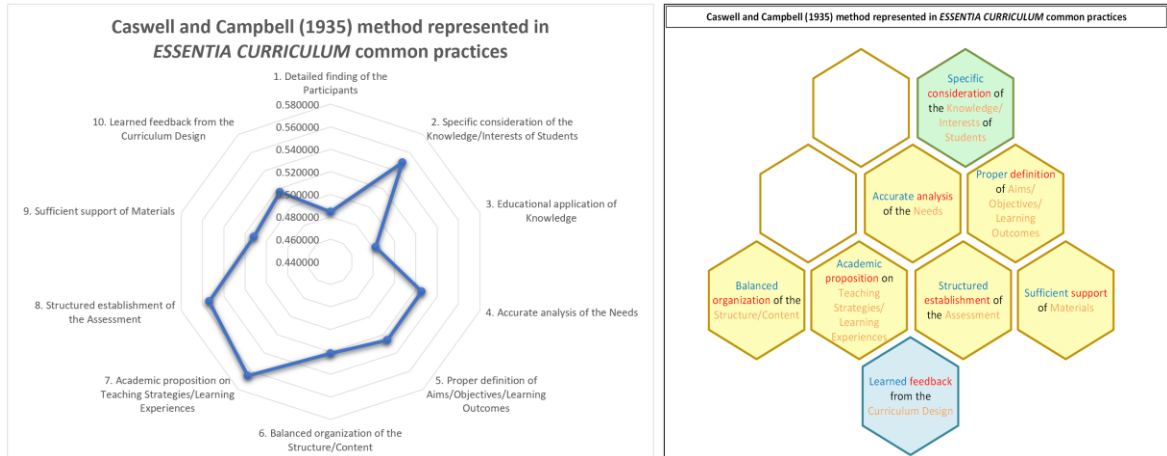 Caswell and Campbell (1935) method represented in
ESSENTIA CURRICULUM common practices
1. Detailed finding of the
Participants
2. Specific consideration of the
Knowledge/Interests of Students
3. Educational application of
Knowledge
4. Accurate analysis of the Needs
5. Proper definition of
Aims/Objectives/Learning
Outcomes
6. Balanced organization of the
Structure/Content
7. Academic proposition on
Teaching Strategies/Learning
Experiences
8. Structured establishment of
the Assessment
9. Sufficient support of Materials
10. Learned feedback from the
Curriculum Design
0.580000
0.560000
0.540000
0.520000
0.500000
0.480000
0.460000
0.440000
Caswell and Campbell (1935) method represented in ESSENTIA CURRICULUM common practices
Specific
consideration of
the Knowledge/
Interests of
Students
Accurate analysis
of the Needs
Proper definition
of Aims/
Objectives/
Learning
Outcomes
Balanced
organization of the
Structure/Content
Academic
proposition on
Teaching
Strategies/
Learning
Experiences
Structured
establishment of
the Assessment
Sufficient support
of Materials
Learned feedback
from the
Curriculum Design